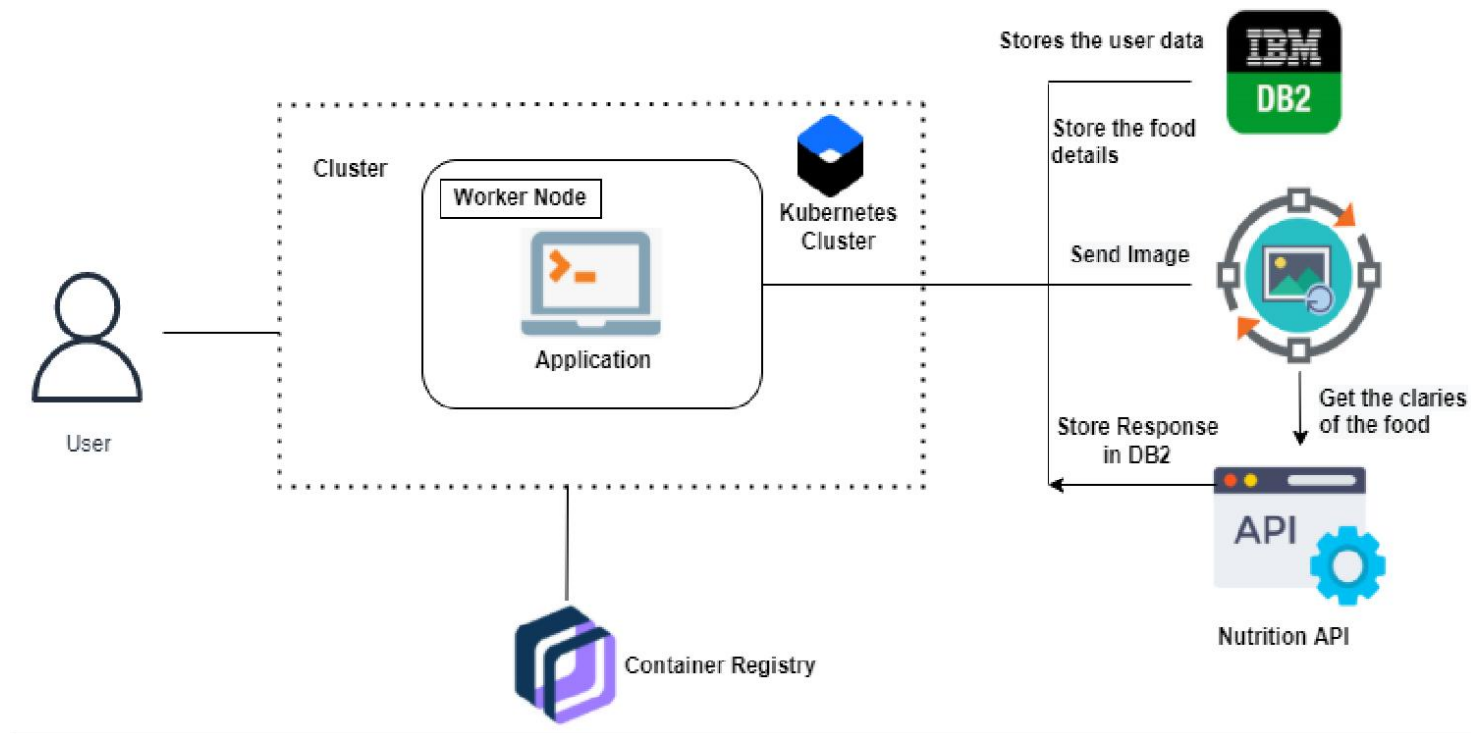 Stores the user data
IBM
DB2
Store the food
details
Cluster
Worker Node
Kubernetes
Cluster
Send Image
Application
User
Get the claries
of the food
Store Response
in DB2
API
Nutrition API
Container Registry